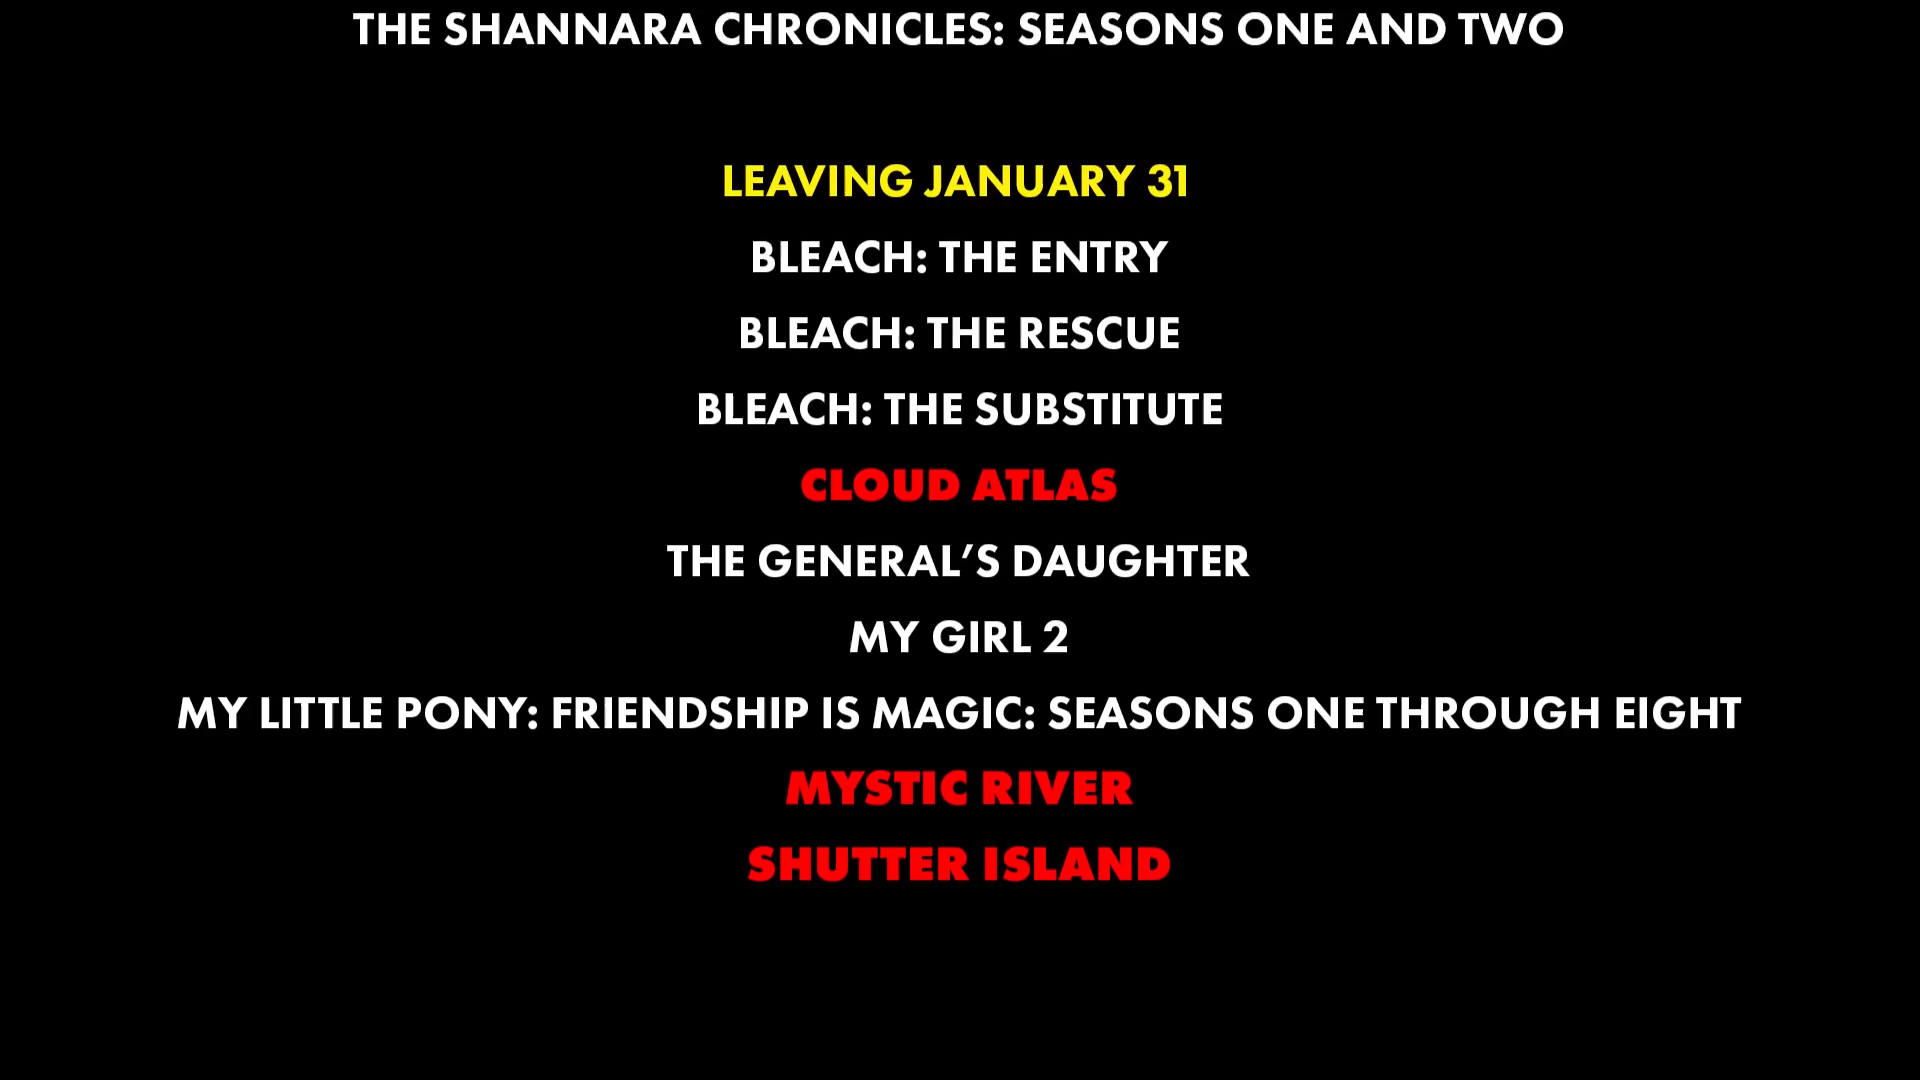 THE SHANNARA CHRONICLES: SEASONS ONE AND TWO
LEAVING JANUARY 31
BLEACH: THE ENTRY
BLEACH: THE RESCUE
BLEACH: THE SUBSTITUTE
CLOUD ATLAS
THE GENERAL’S DAUGHTER
MY GIRL 2
MY LITTLE PONY: FRIENDSHIP IS MAGIC: SEASONS ONE THROUGH EIGHT
MYSTIC RIVER
SHUTTER ISLAND